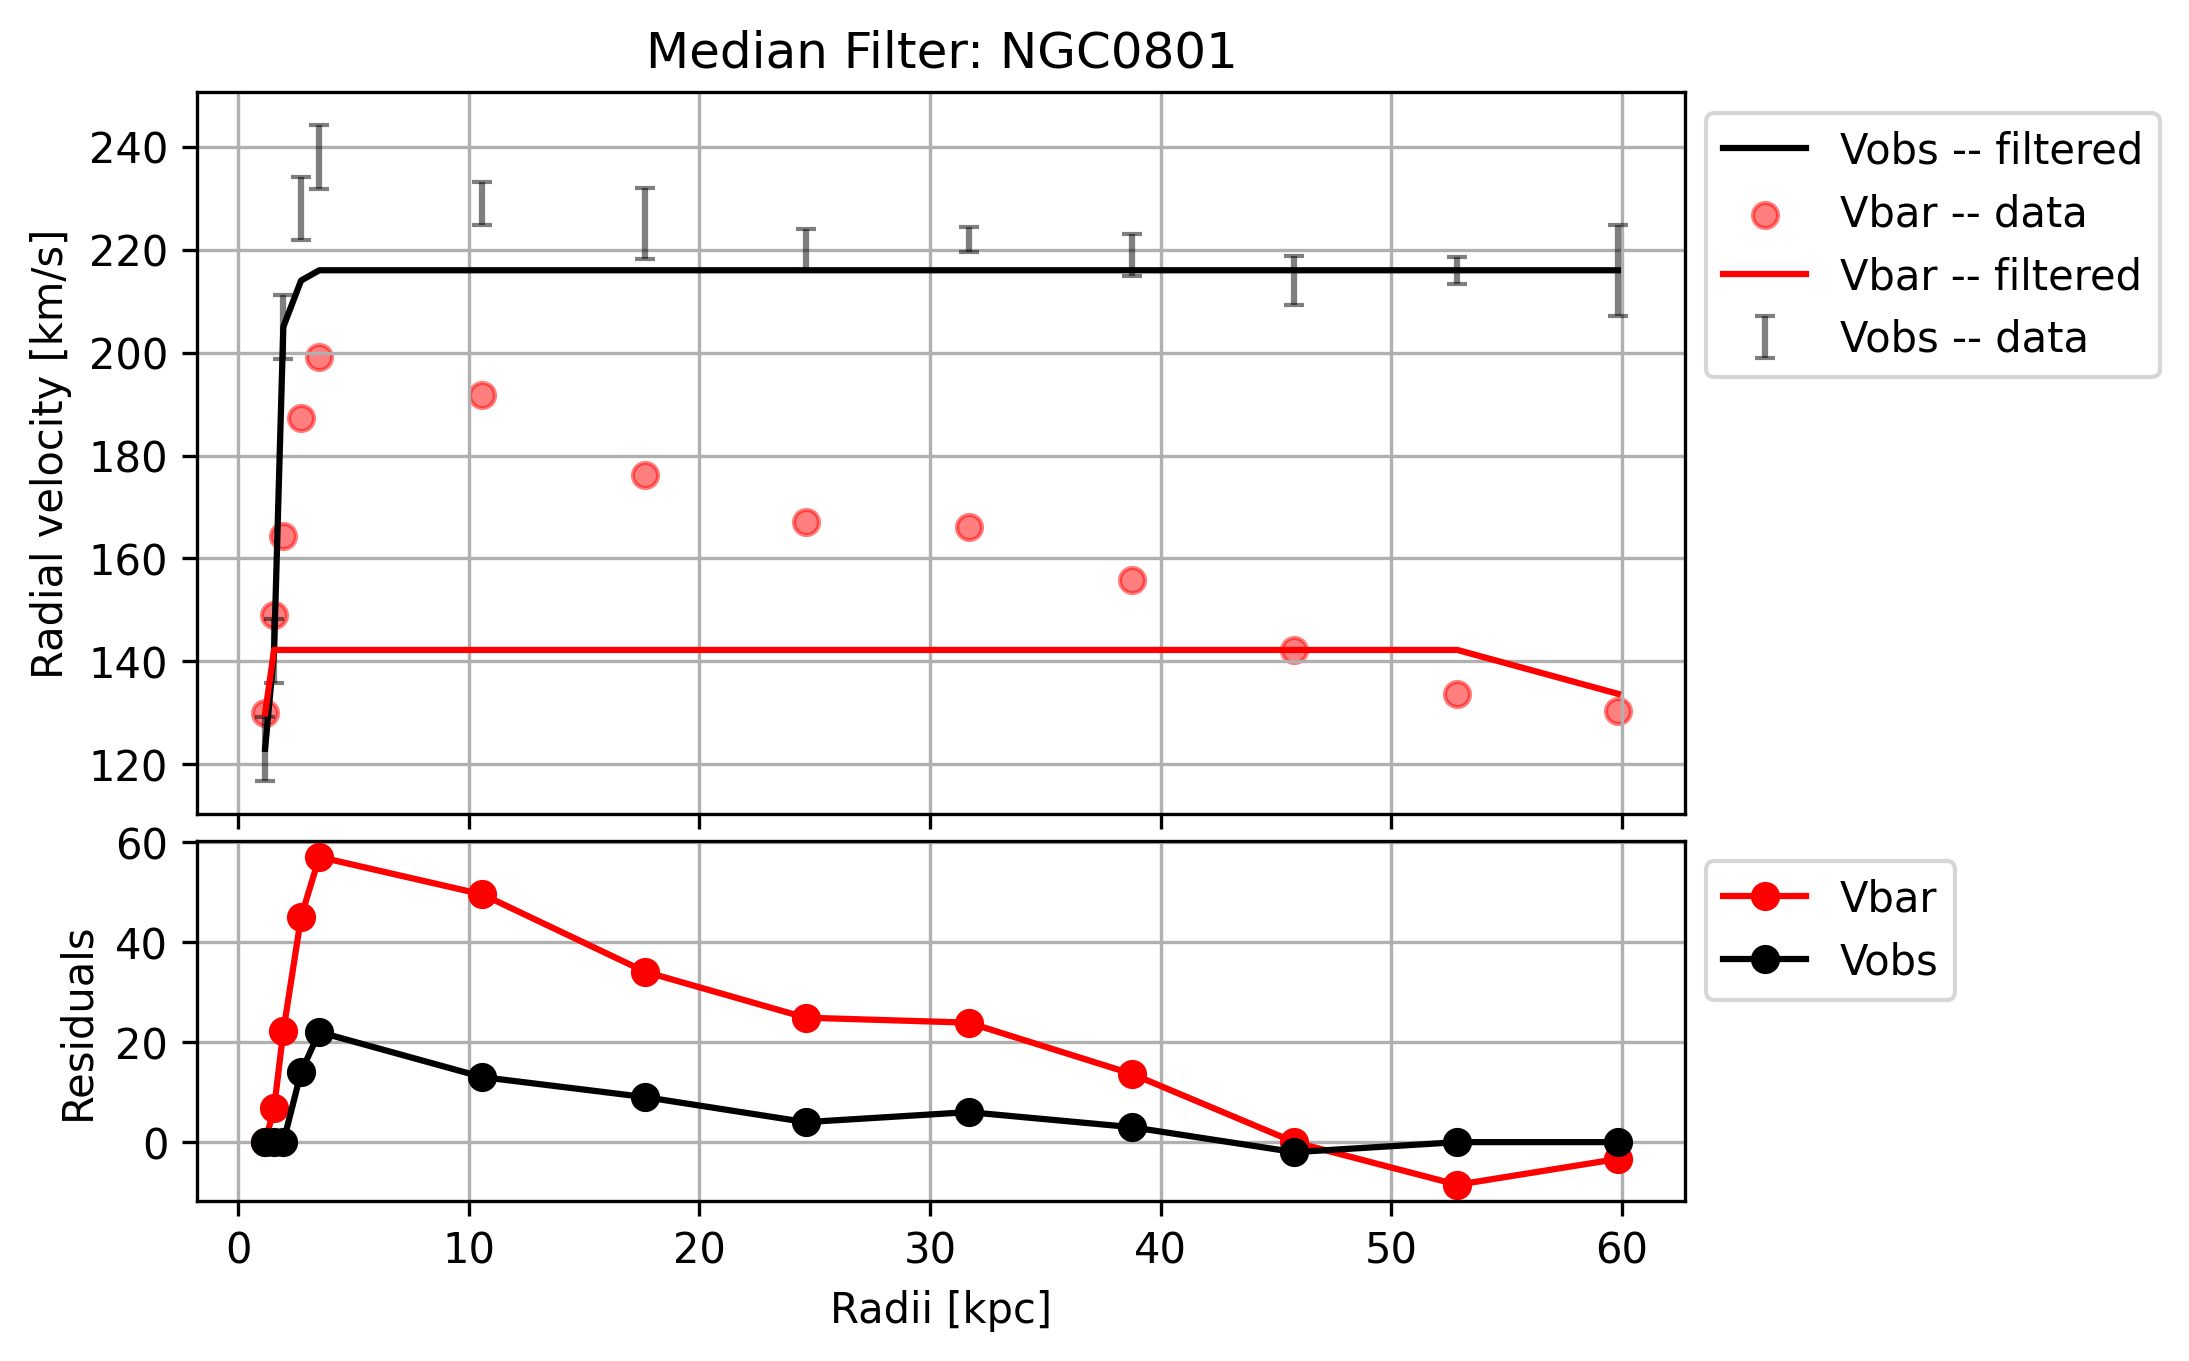 Median Filter: NGC0801
Radial velocity [km/s]
240
220
200
180
160
140
120
Vobs -- filtered
Vbar -- data
Vbar -- filtered
Vobs -- data
Residuals
60
40
20
0
Vbar
Vobs
0 10 20 30 40 50 60
Radii [kpc]